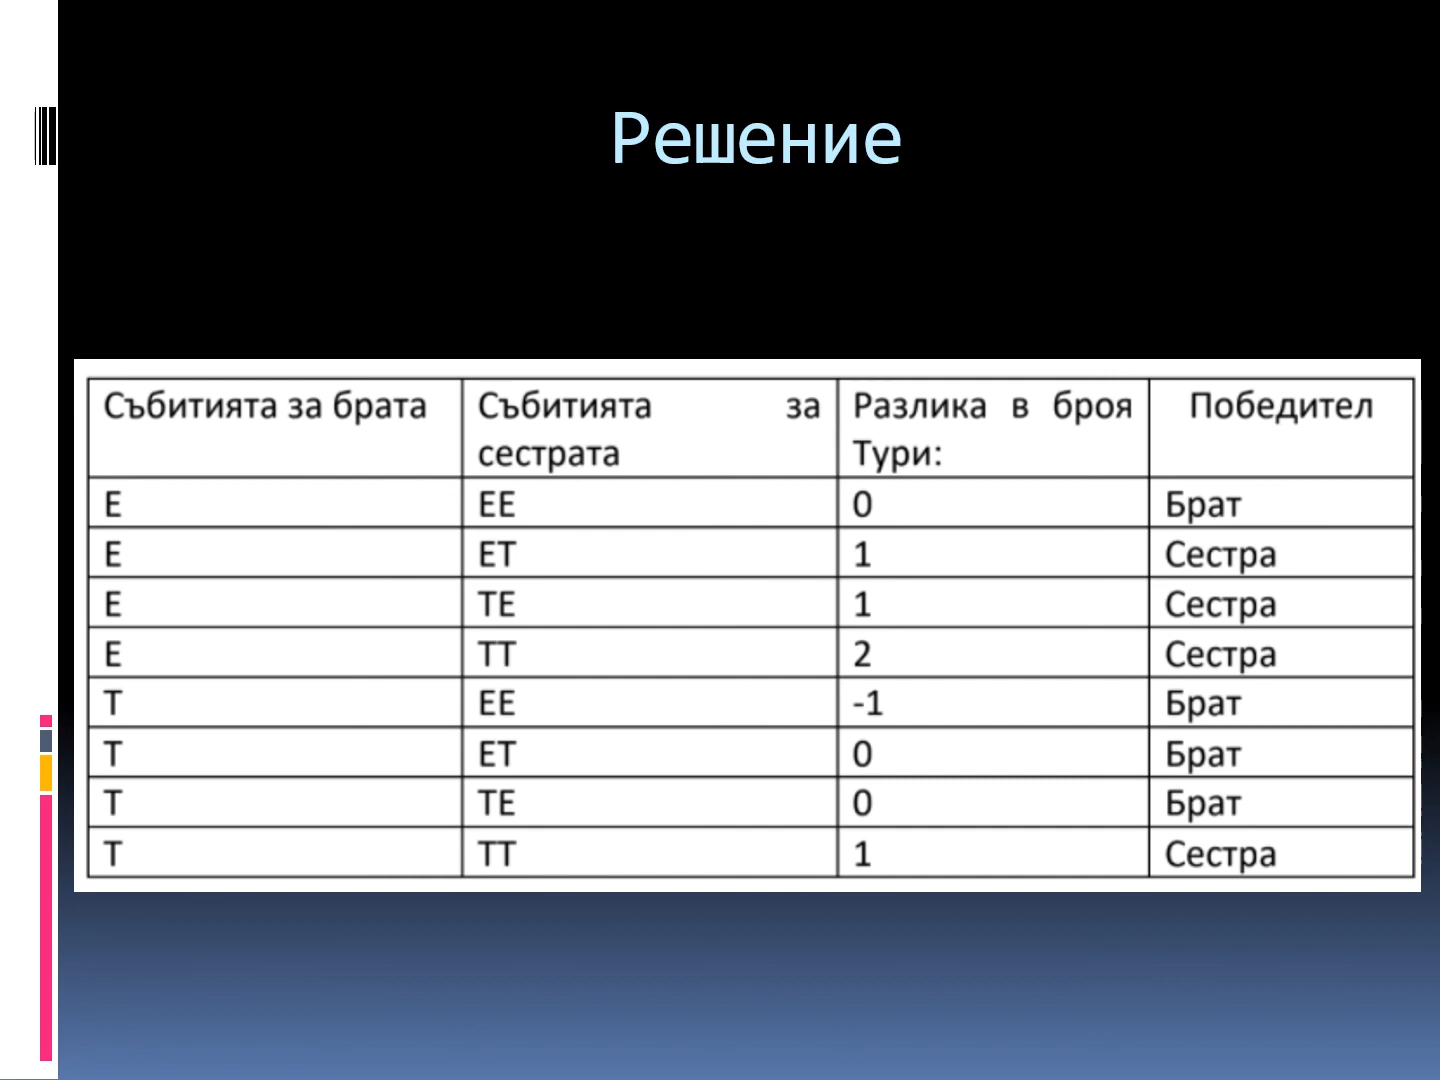 Решение
Събитията за брата Събитията за сестрата Разлика в броя Тури: Победител
Е ЕЕ 0 Брат
Е ЕТ 1 Сестра
Е ТЕ 1 Сестра
Е ТТ 2 Сестра
Т ЕЕ -1 Брат
Т ЕТ 0 Брат
Т ТЕ 0 Брат
Т ТТ 1 Сестра